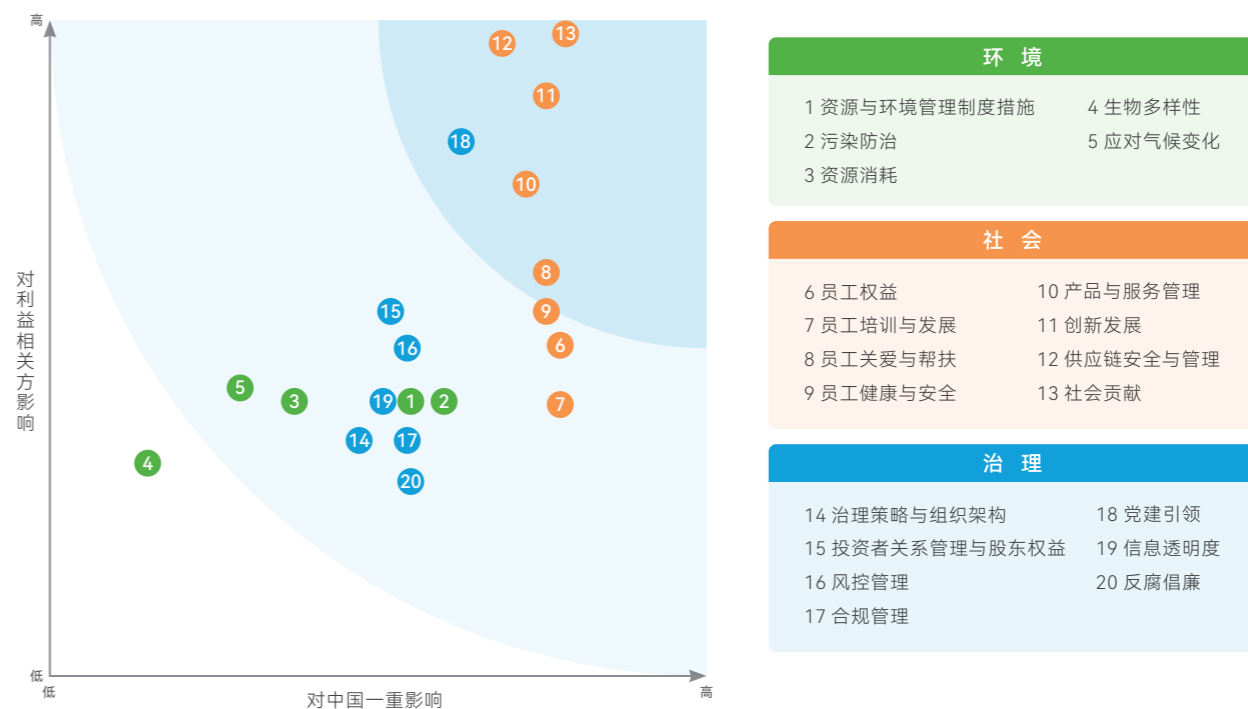 高
对利益相关方影响
12
13
11
18
10
8
15
9
16
6
5
3
19
1
2
7
14
17
4
20
低
低
对中国一重影响
高
环 境
1 资源与环境管理制度措施
4 生物多样性
2 污染防治
5 应对气候变化
3 资源消耗
社 会
6 员工权益
10 产品与服务管理
7 员工培训与发展
11 创新发展
8 员工关爱与帮扶
12 供应链安全与管理
9 员工健康与安全
13 社会贡献
治 理
14 治理策略与组织架构
18 党建引领
15 投资者关系管理与股东权益
19 信息透明度
16 风控管理
20 反腐倡廉
17 合规管理